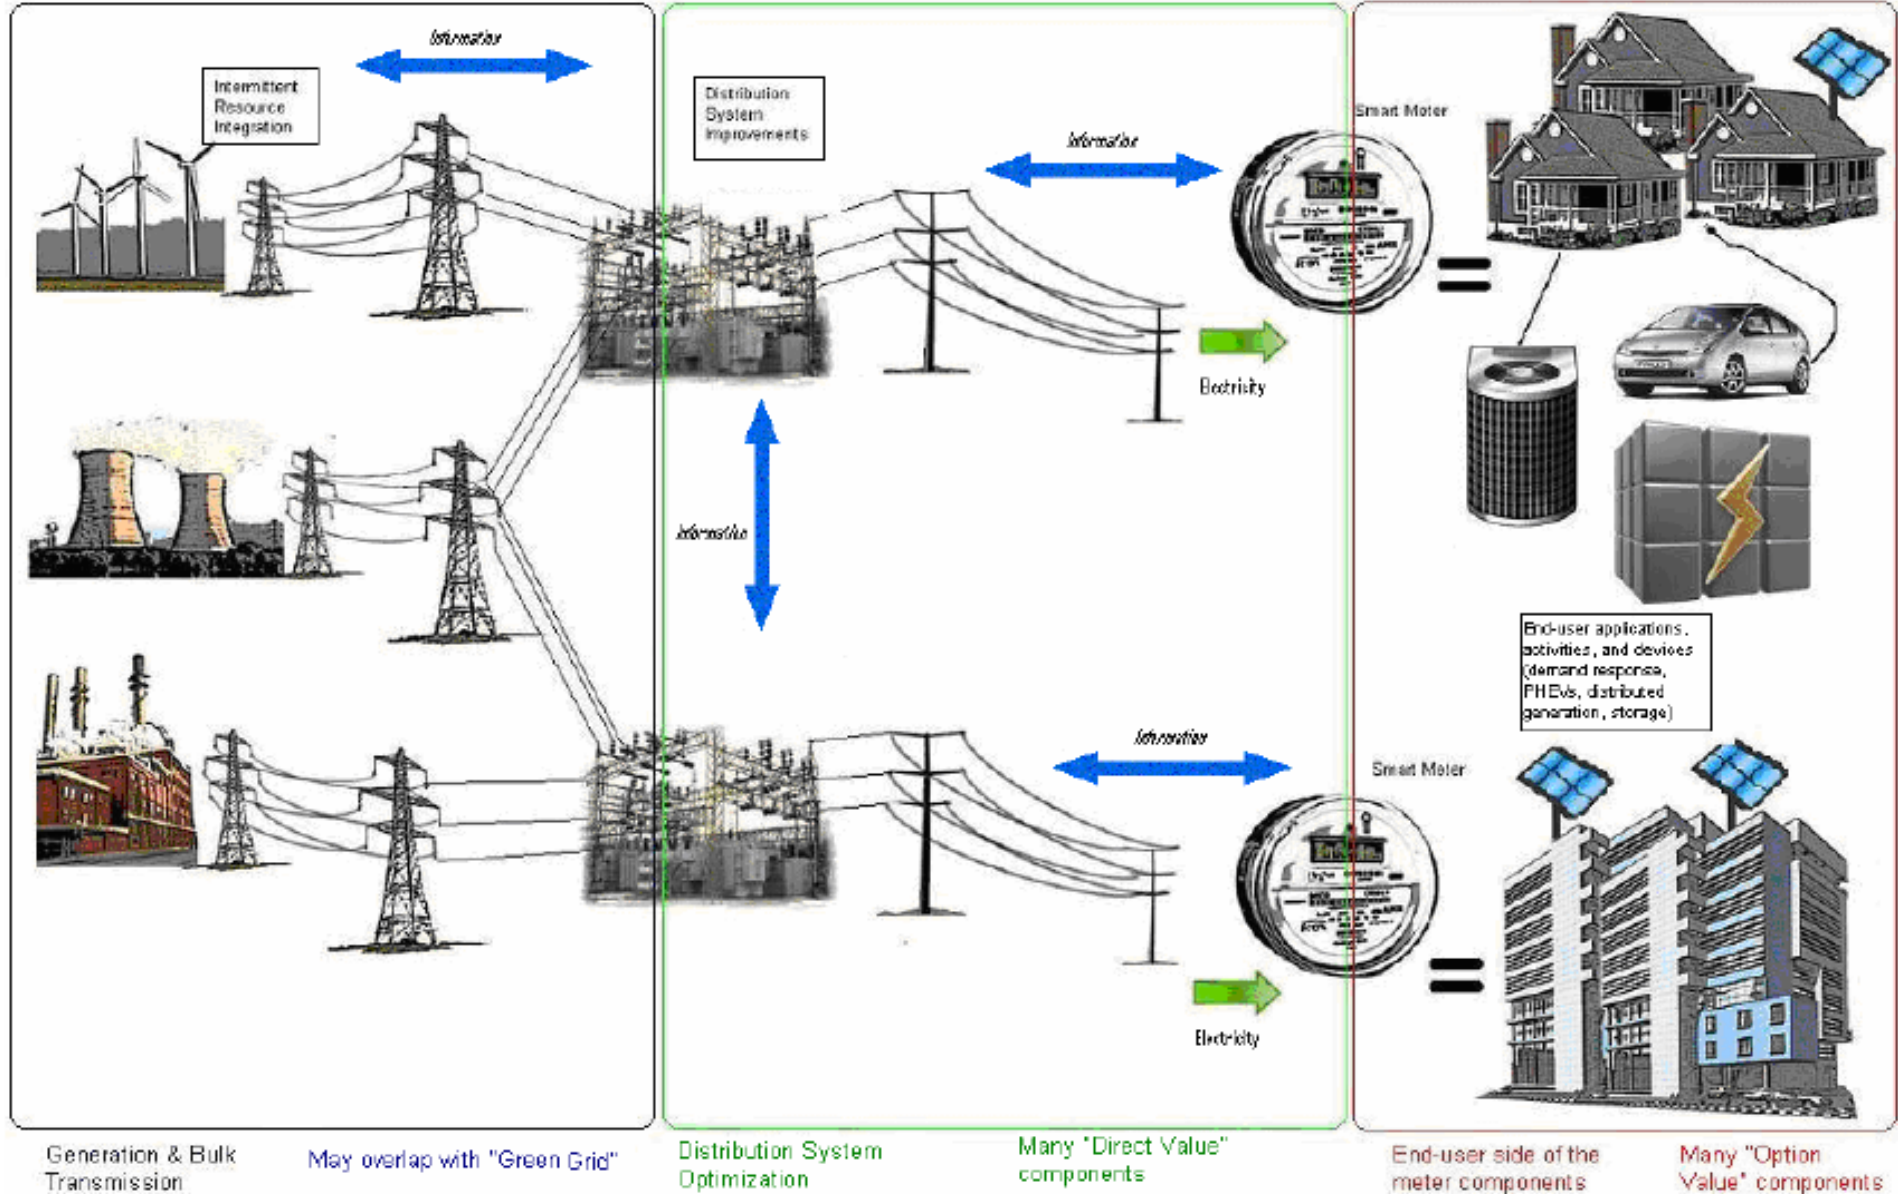 Information
Intermittent
Resource
Integration
Distribution
System
Improvements
Information
Smart Meter
Electricity
Information
End-user applications,
activities, and devices
(demand response,
PHEVs, distributed
generation, storage)
Information
Smart Meter
Electricity
Generation & Bulk
Transmission
May overlap with "Green Grid"
Distribution System
Optimization
Many "Direct Value"
components
End-user side of the
meter components
Many "Option
Value" components